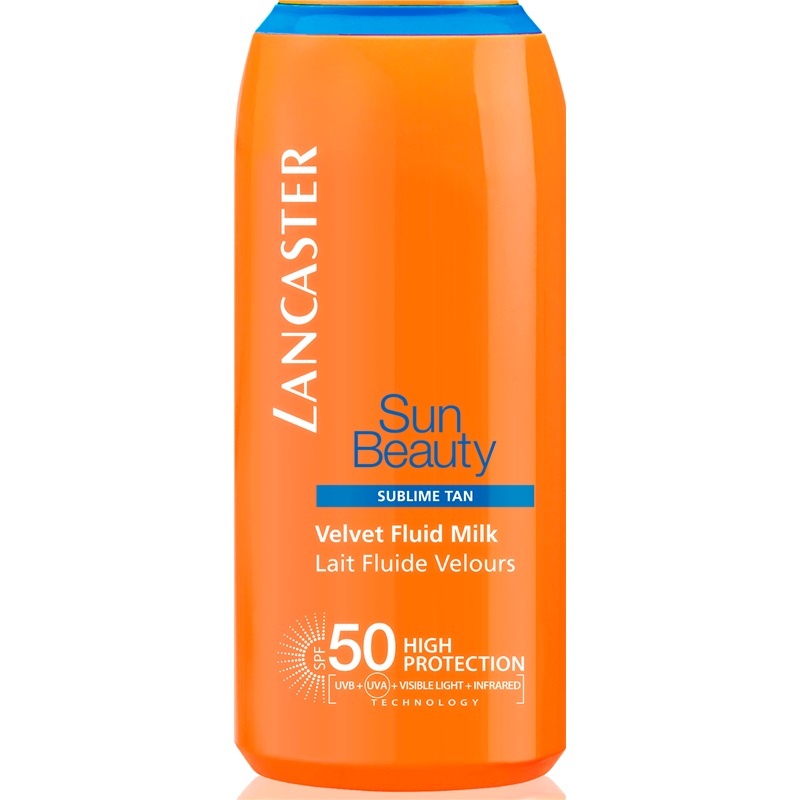 LANCASTER
Sun
Beauty
SUBLIME TAN
Velvet Fluid Milk
Lait Fluide Velours
SPF 50 HIGH
PROTECTION
UVB + UVA + VISIBLE LIGHT + INFRARED
TECHNOLOGY